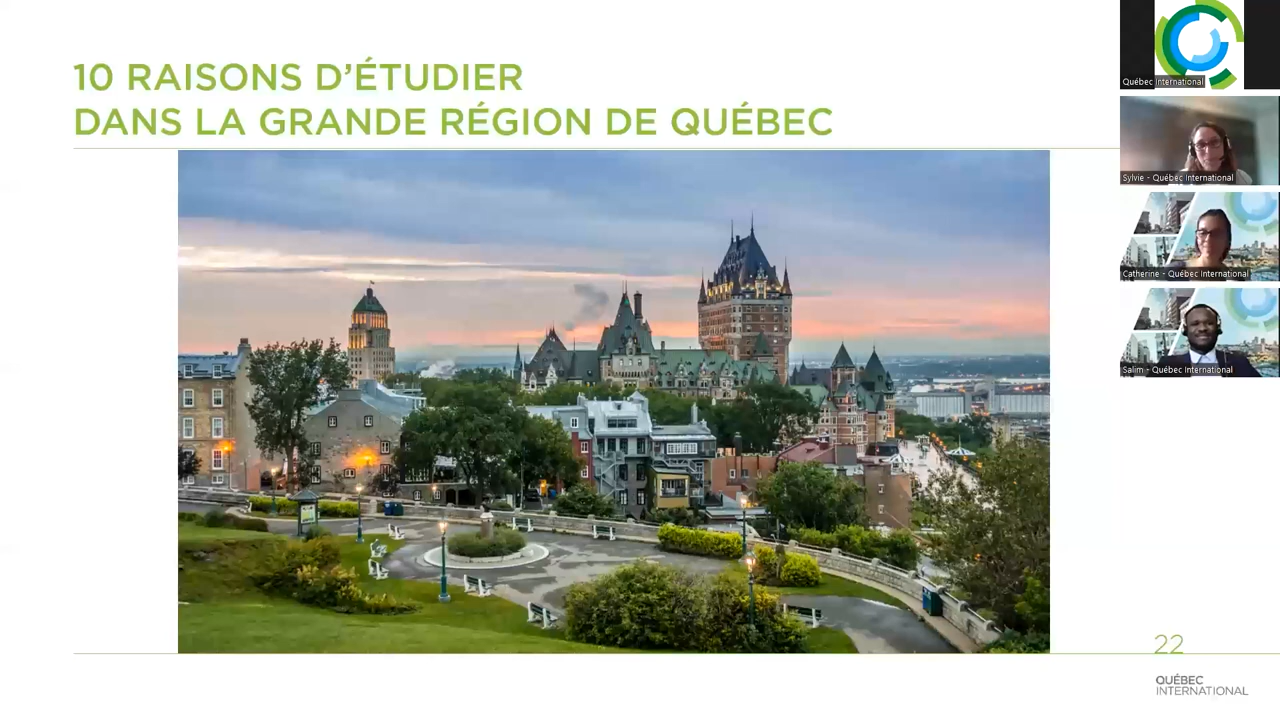 10 RAISONS D'ÉTUDIER
DANS LA GRANDE RÉGION DE QUÉBEC
Québec International
Sylvie - Québec International
Catherine - Québec International
Salim - Québec International
22
QUÉBEC
INTERNATIONAL